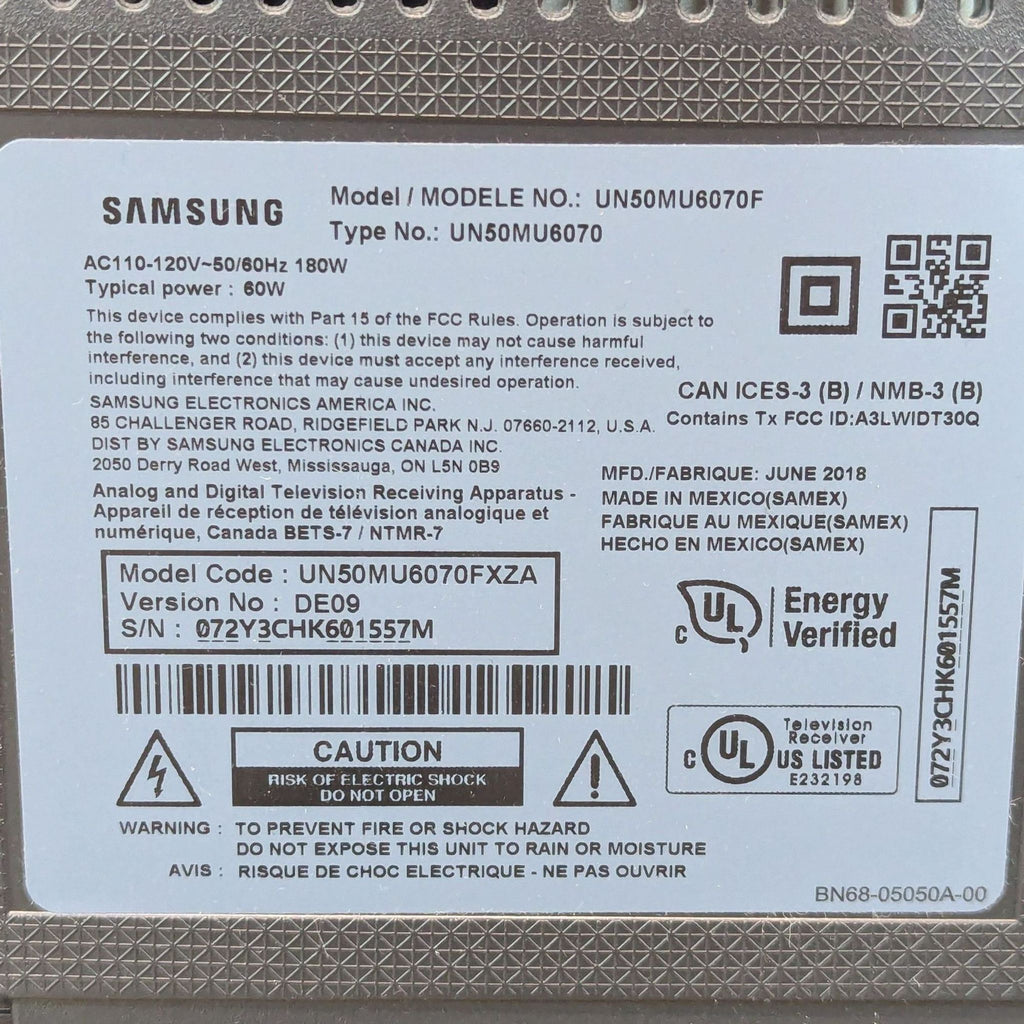 SAMSUNG
Model / MODELE NO.: UN50MU6070F
Type No.: UN50MU6070
AC110-120V~50/60Hz 180W
Typical power : 60W
This device complies with Part 15 of the FCC Rules. Operation is subject to
the following two conditions: (1) this device may not cause harmful
interference, and (2) this device must accept any interference received,
including interference that may cause undesired operation.
SAMSUNG ELECTRONICS AMERICA INC.
85 CHALLENGER ROAD, RIDGEFIELD PARK N.J. 07660-2112, U.S.A.
DIST BY SAMSUNG ELECTRONICS CANADA INC.
2050 Derry Road West, Mississauga, ON L5N 0B9
Analog and Digital Television Receiving Apparatus -
Appareil de réception de télévision analogique et
numérique, Canada BETS-7 / NTMR-7
CAN ICES-3 (B) / NMB-3 (B)
Contains Tx FCC ID:A3LWIDT30Q
MFD./FABRIQUE: JUNE 2018
MADE IN MEXICO(SAMEX)
FABRIQUE AU MEXIQUE(SAMEX)
HECHO EN MEXICO(SAMEX)
Model Code : UN50MU6070FXZA
Version No : DE09
S/N : 072Y3CHK601557M
C UL
Energy
Verified
072Y3CHK601557M
CAUTION
RISK OF ELECTRIC SHOCK
DO NOT OPEN
C UL
Television
Receiver
US LISTED
E232198
WARNING : TO PREVENT FIRE OR SHOCK HAZARD
DO NOT EXPOSE THIS UNIT TO RAIN OR MOISTURE
AVIS : RISQUE DE CHOC ELECTRIQUE - NE PAS OUVRIR
BN68-05050A-00